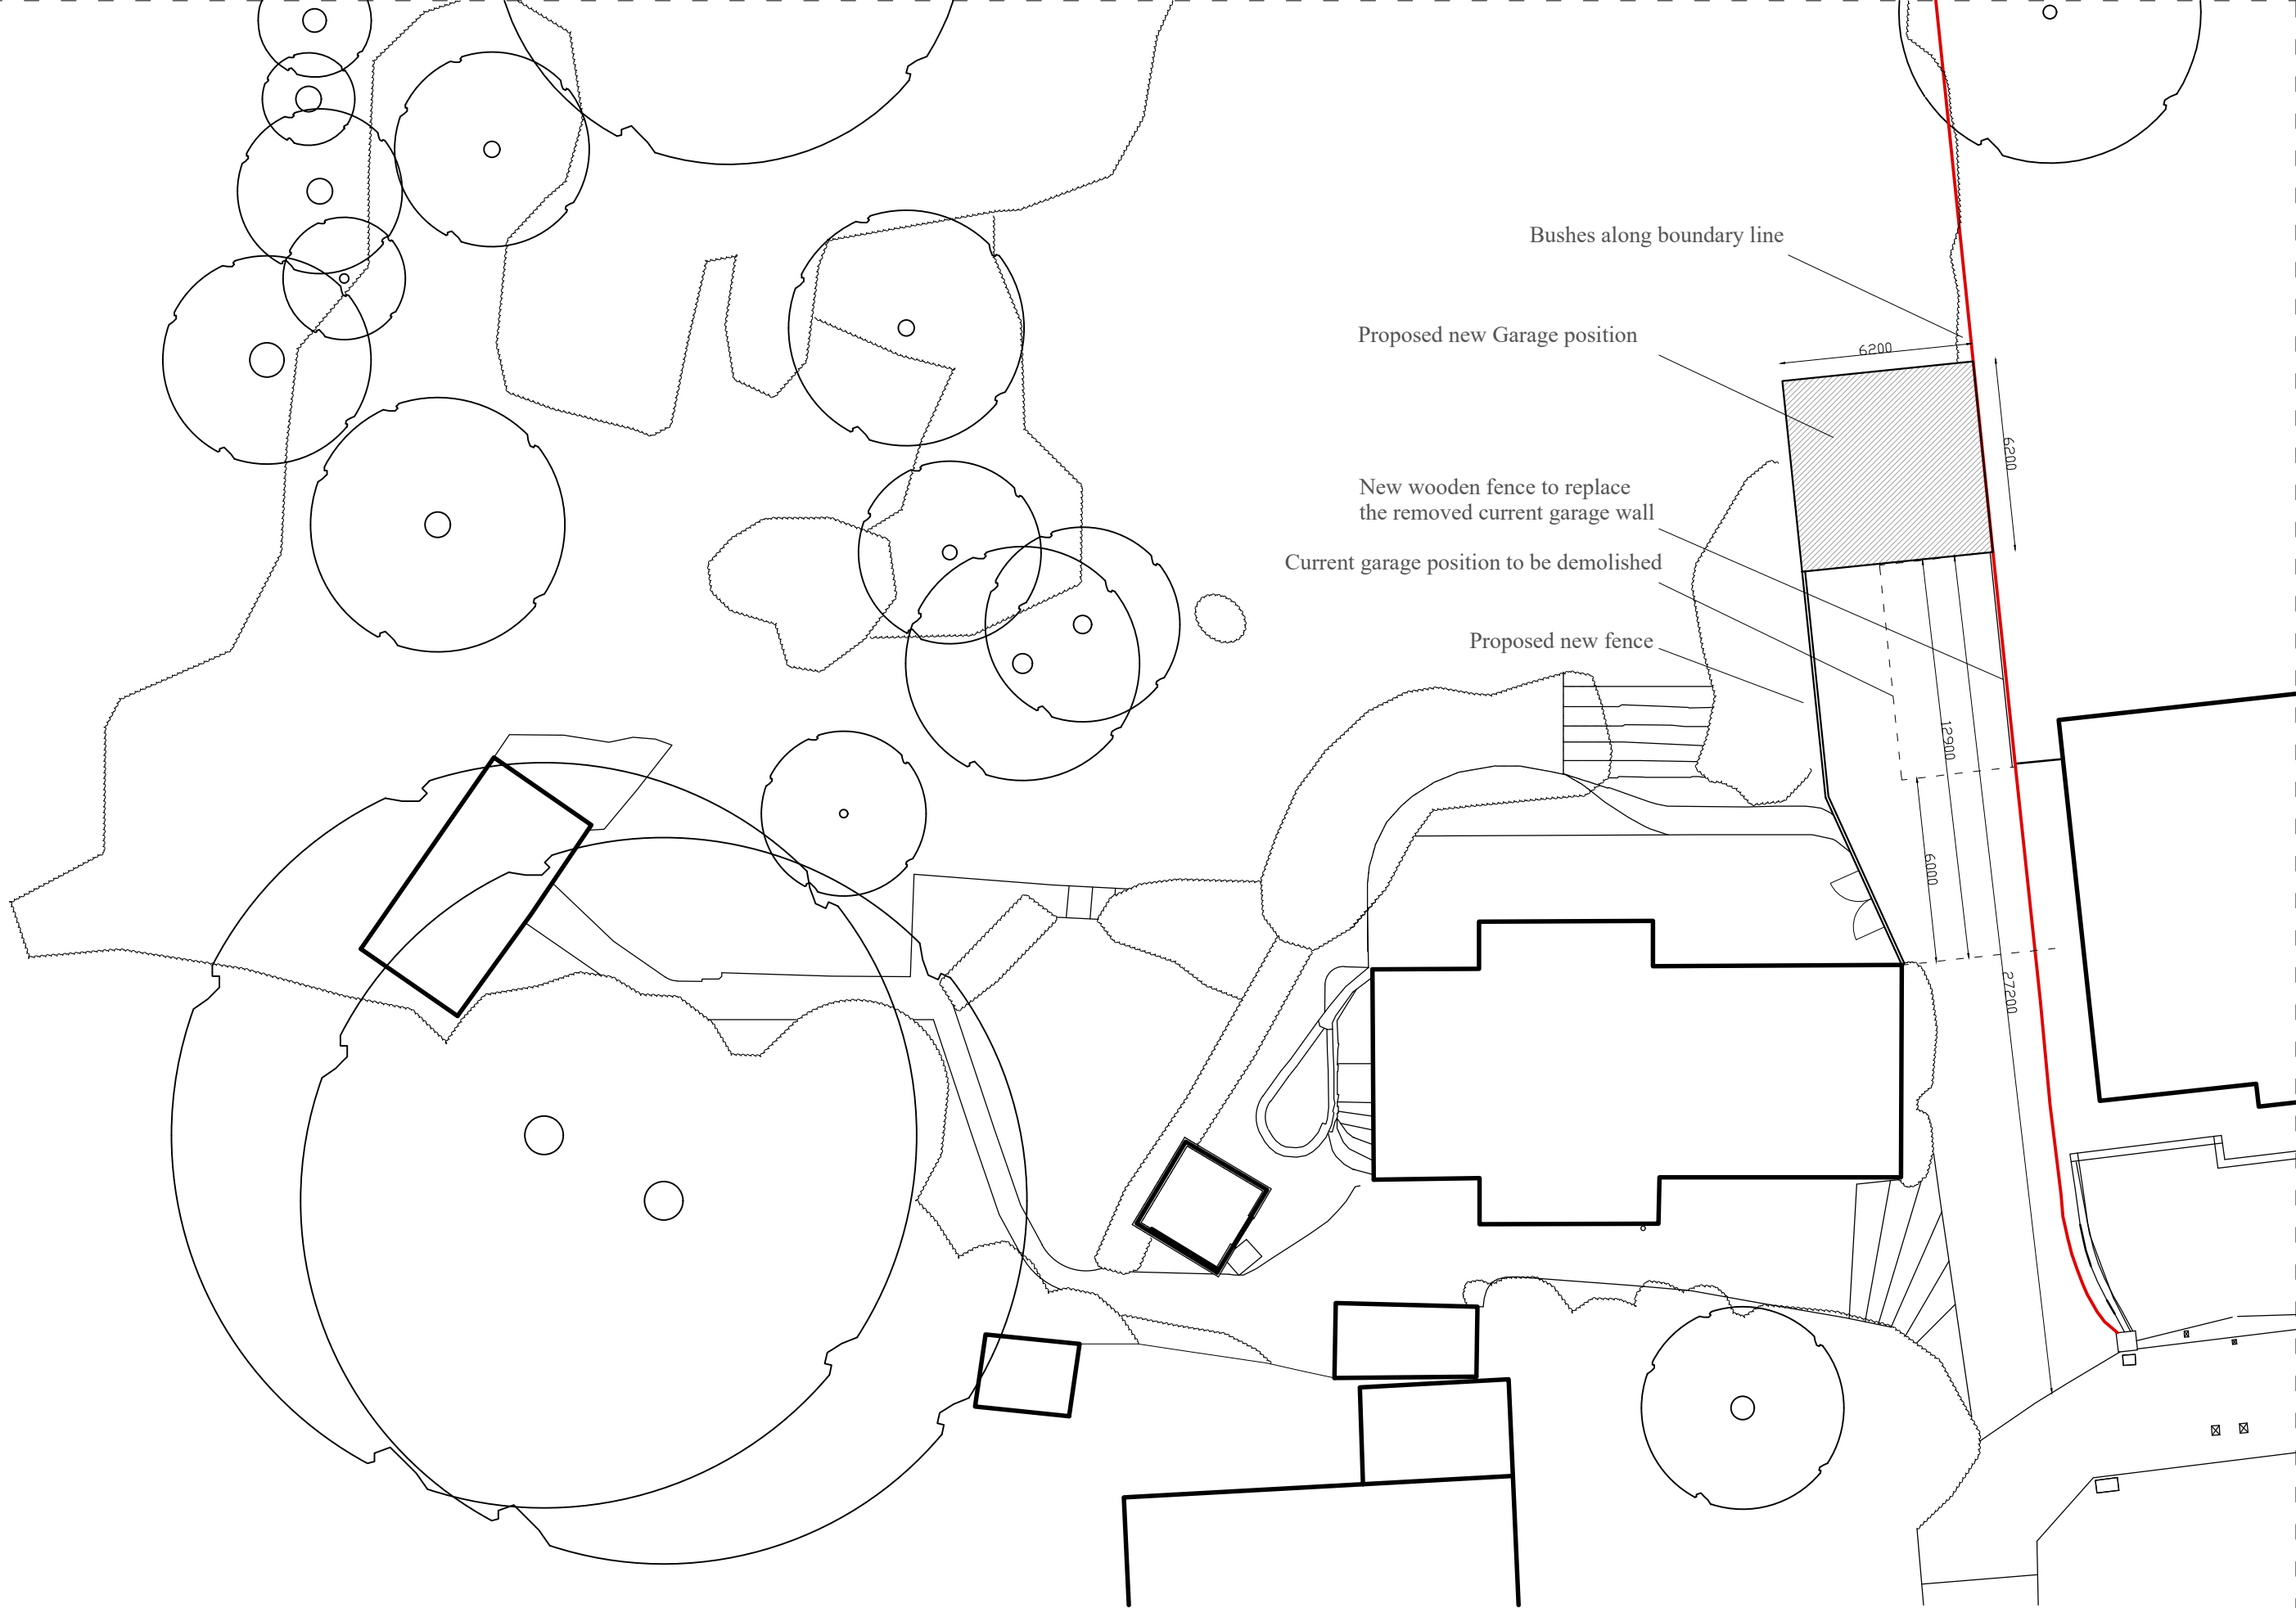 Bushes along boundary line
Proposed new Garage position
6200
6200
New wooden fence to replace
the removed current garage wall
Current garage position to be demolished
Proposed new fence
12900
6000
27200